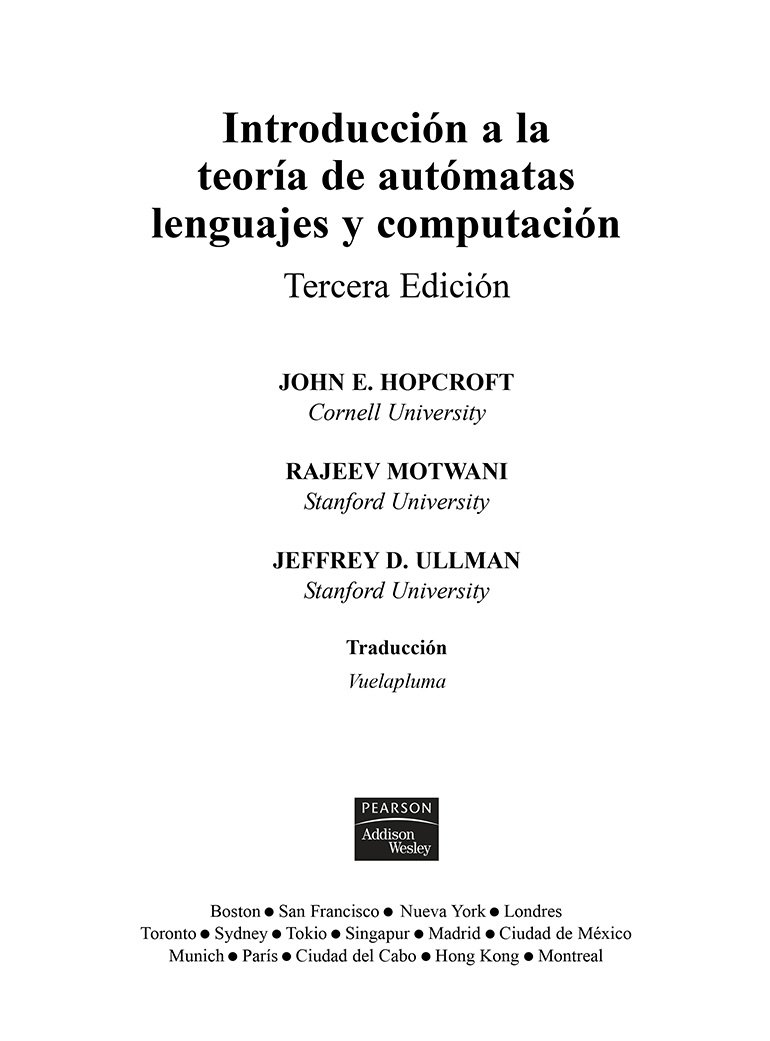 Introducción a la
teoría de autómatas
lenguajes y computación
Tercera Edición
JOHN E. HOPCROFT
Cornell University
RAJEEV MOTWANI
Stanford University
JEFFREY D. ULLMAN
Stanford University
Traducción
Vuelapluma
PEARSON
Addison
Wesley
Boston ● San Francisco ● Nueva York ● Londres
Toronto ● Sydney ● Tokio ● Singapur ● Madrid ● Ciudad de México
Munich ● París ● Ciudad del Cabo ● Hong Kong ● Montreal